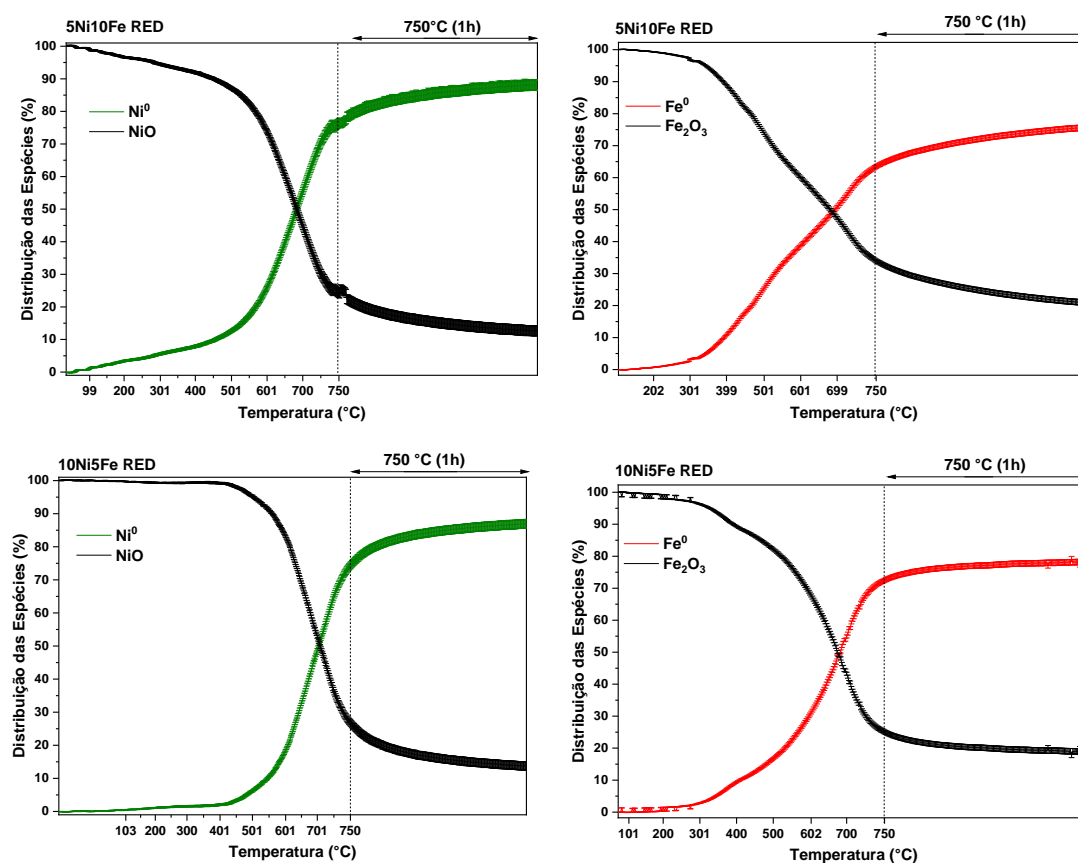 5Ni10Fe RED
750°C (1h)
Distribuição das Espécies (%)
100
90
80
70
60
50
40
30
20
10
0
Ni⁰
NiO
99 200 301 400 501 601 700 750
Temperatura (°C)
5Ni10Fe RED
750 °C (1h)
Distribuição das Espécies (%)
100
90
80
70
60
50
40
30
20
10
0
Fe⁰
Fe₂O₃
202 301 399 501 601 699 750
Temperatura (°C)
10Ni5Fe RED
750 °C (1h)
Distribuição das Espécies (%)
100
90
80
70
60
50
40
30
20
10
0
Ni⁰
NiO
103 200 301 401 501 601 701 750
Temperatura (°C)
10Ni5Fe RED
750 °C (1h)
Distribuição das Espécies (%)
100
90
80
70
60
50
40
30
20
10
0
Fe⁰
Fe₂O₃
101 200 300 400 500 602 700 750
Temperatura (°C)